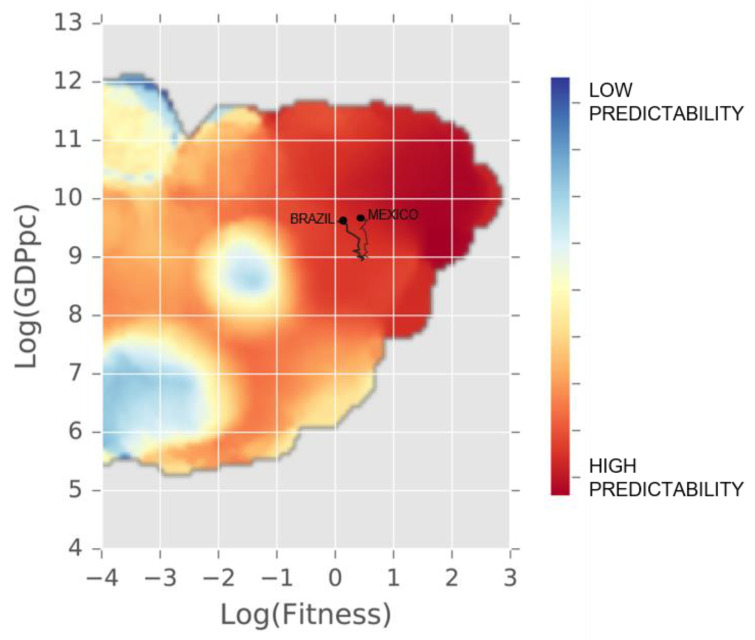 13
12
11
10
9
8
7
6
5
4
Log(GDPpc)
−4
−3
−2
−1
0
1
2
3
Log(Fitness)
BRAZIL
MEXICO
LOW
PREDICTABILITY
HIGH
PREDICTABILITY